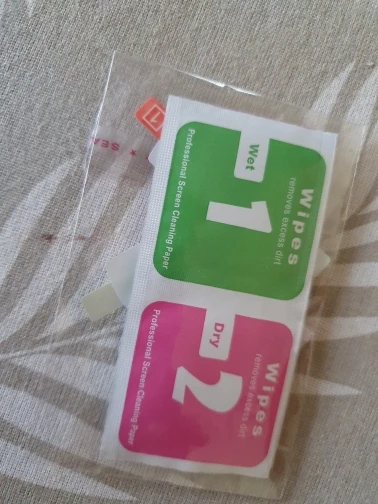 Wipes
removes excess dirt
Wet
1
Professional Screen Cleaning Paper
Wipes
removes excess dirt
Dry
2
Professional Screen Cleaning Paper
1